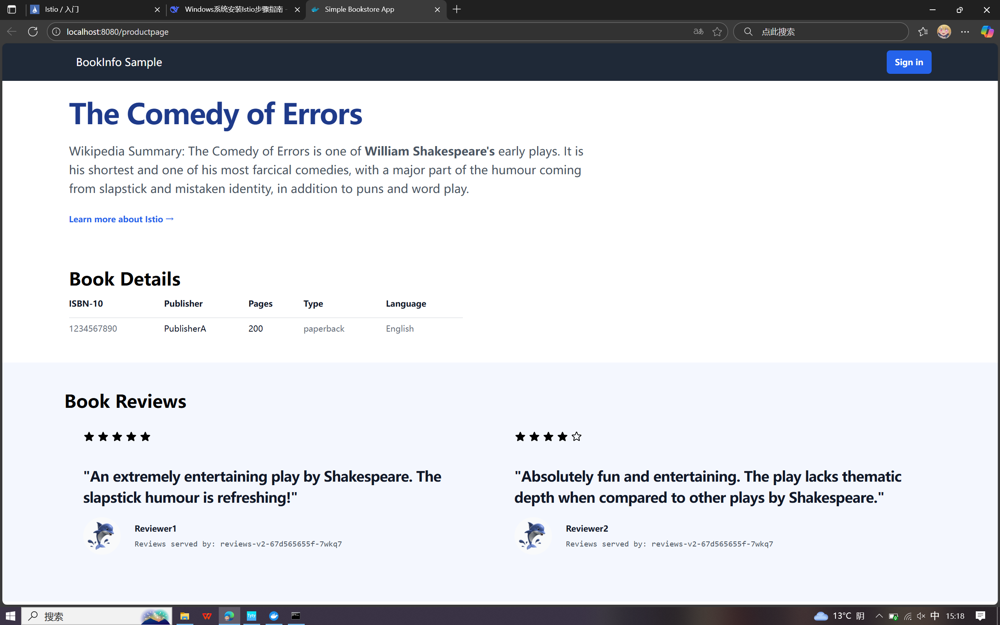 Istio / 入门
Windows系统安装Istio步骤指南 -
Simple Bookstore App
localhost:8080/productpage
aあ
点此搜索
BookInfo Sample
Sign in
The Comedy of Errors
Wikipedia Summary: The Comedy of Errors is one of William Shakespeare's early plays. It is
his shortest and one of his most farcical comedies, with a major part of the humour coming
from slapstick and mistaken identity, in addition to puns and word play.
Learn more about Istio →
Book Details
ISBN-10 Publisher Pages Type Language
1234567890 PublisherA 200 paperback English
Book Reviews
"An extremely entertaining play by Shakespeare. The
slapstick humour is refreshing!"
Reviewer1
Reviews served by: reviews-v2-67d565655f-7wkq7
"Absolutely fun and entertaining. The play lacks thematic
depth when compared to other plays by Shakespeare."
Reviewer2
Reviews served by: reviews-v2-67d565655f-7wkq7
搜索
Tyty
13°C 阴
中
15:18